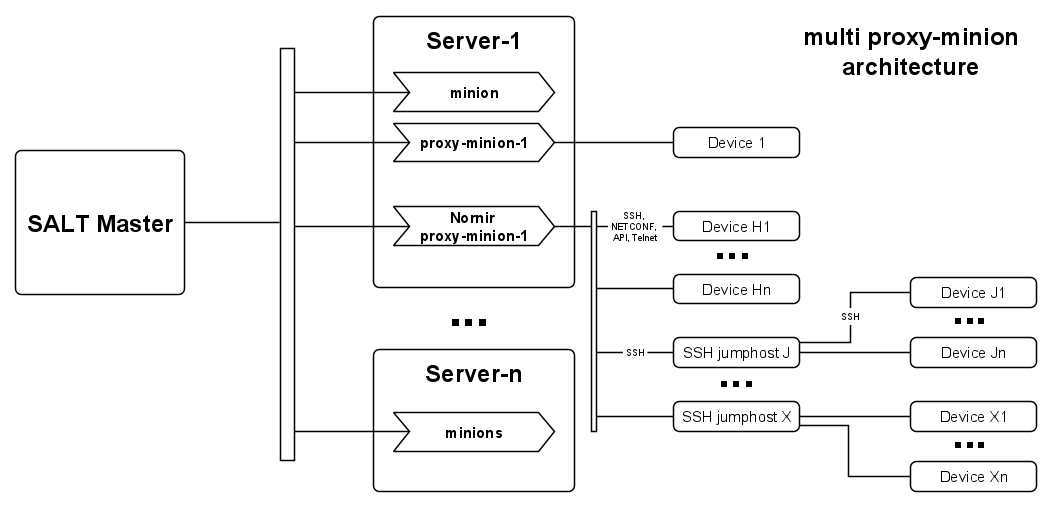 multi proxy-minion
architecture
SALT Master
Server-1
minion
proxy-minion-1
Nornir
proxy-minion-1
Server-n
minions
Device 1
SSH,
NETCONF,
API, Telnet
Device H1
Device Hn
SSH
SSH jumphost J
SSH
Device J1
Device Jn
SSH jumphost X
Device X1
Device Xn